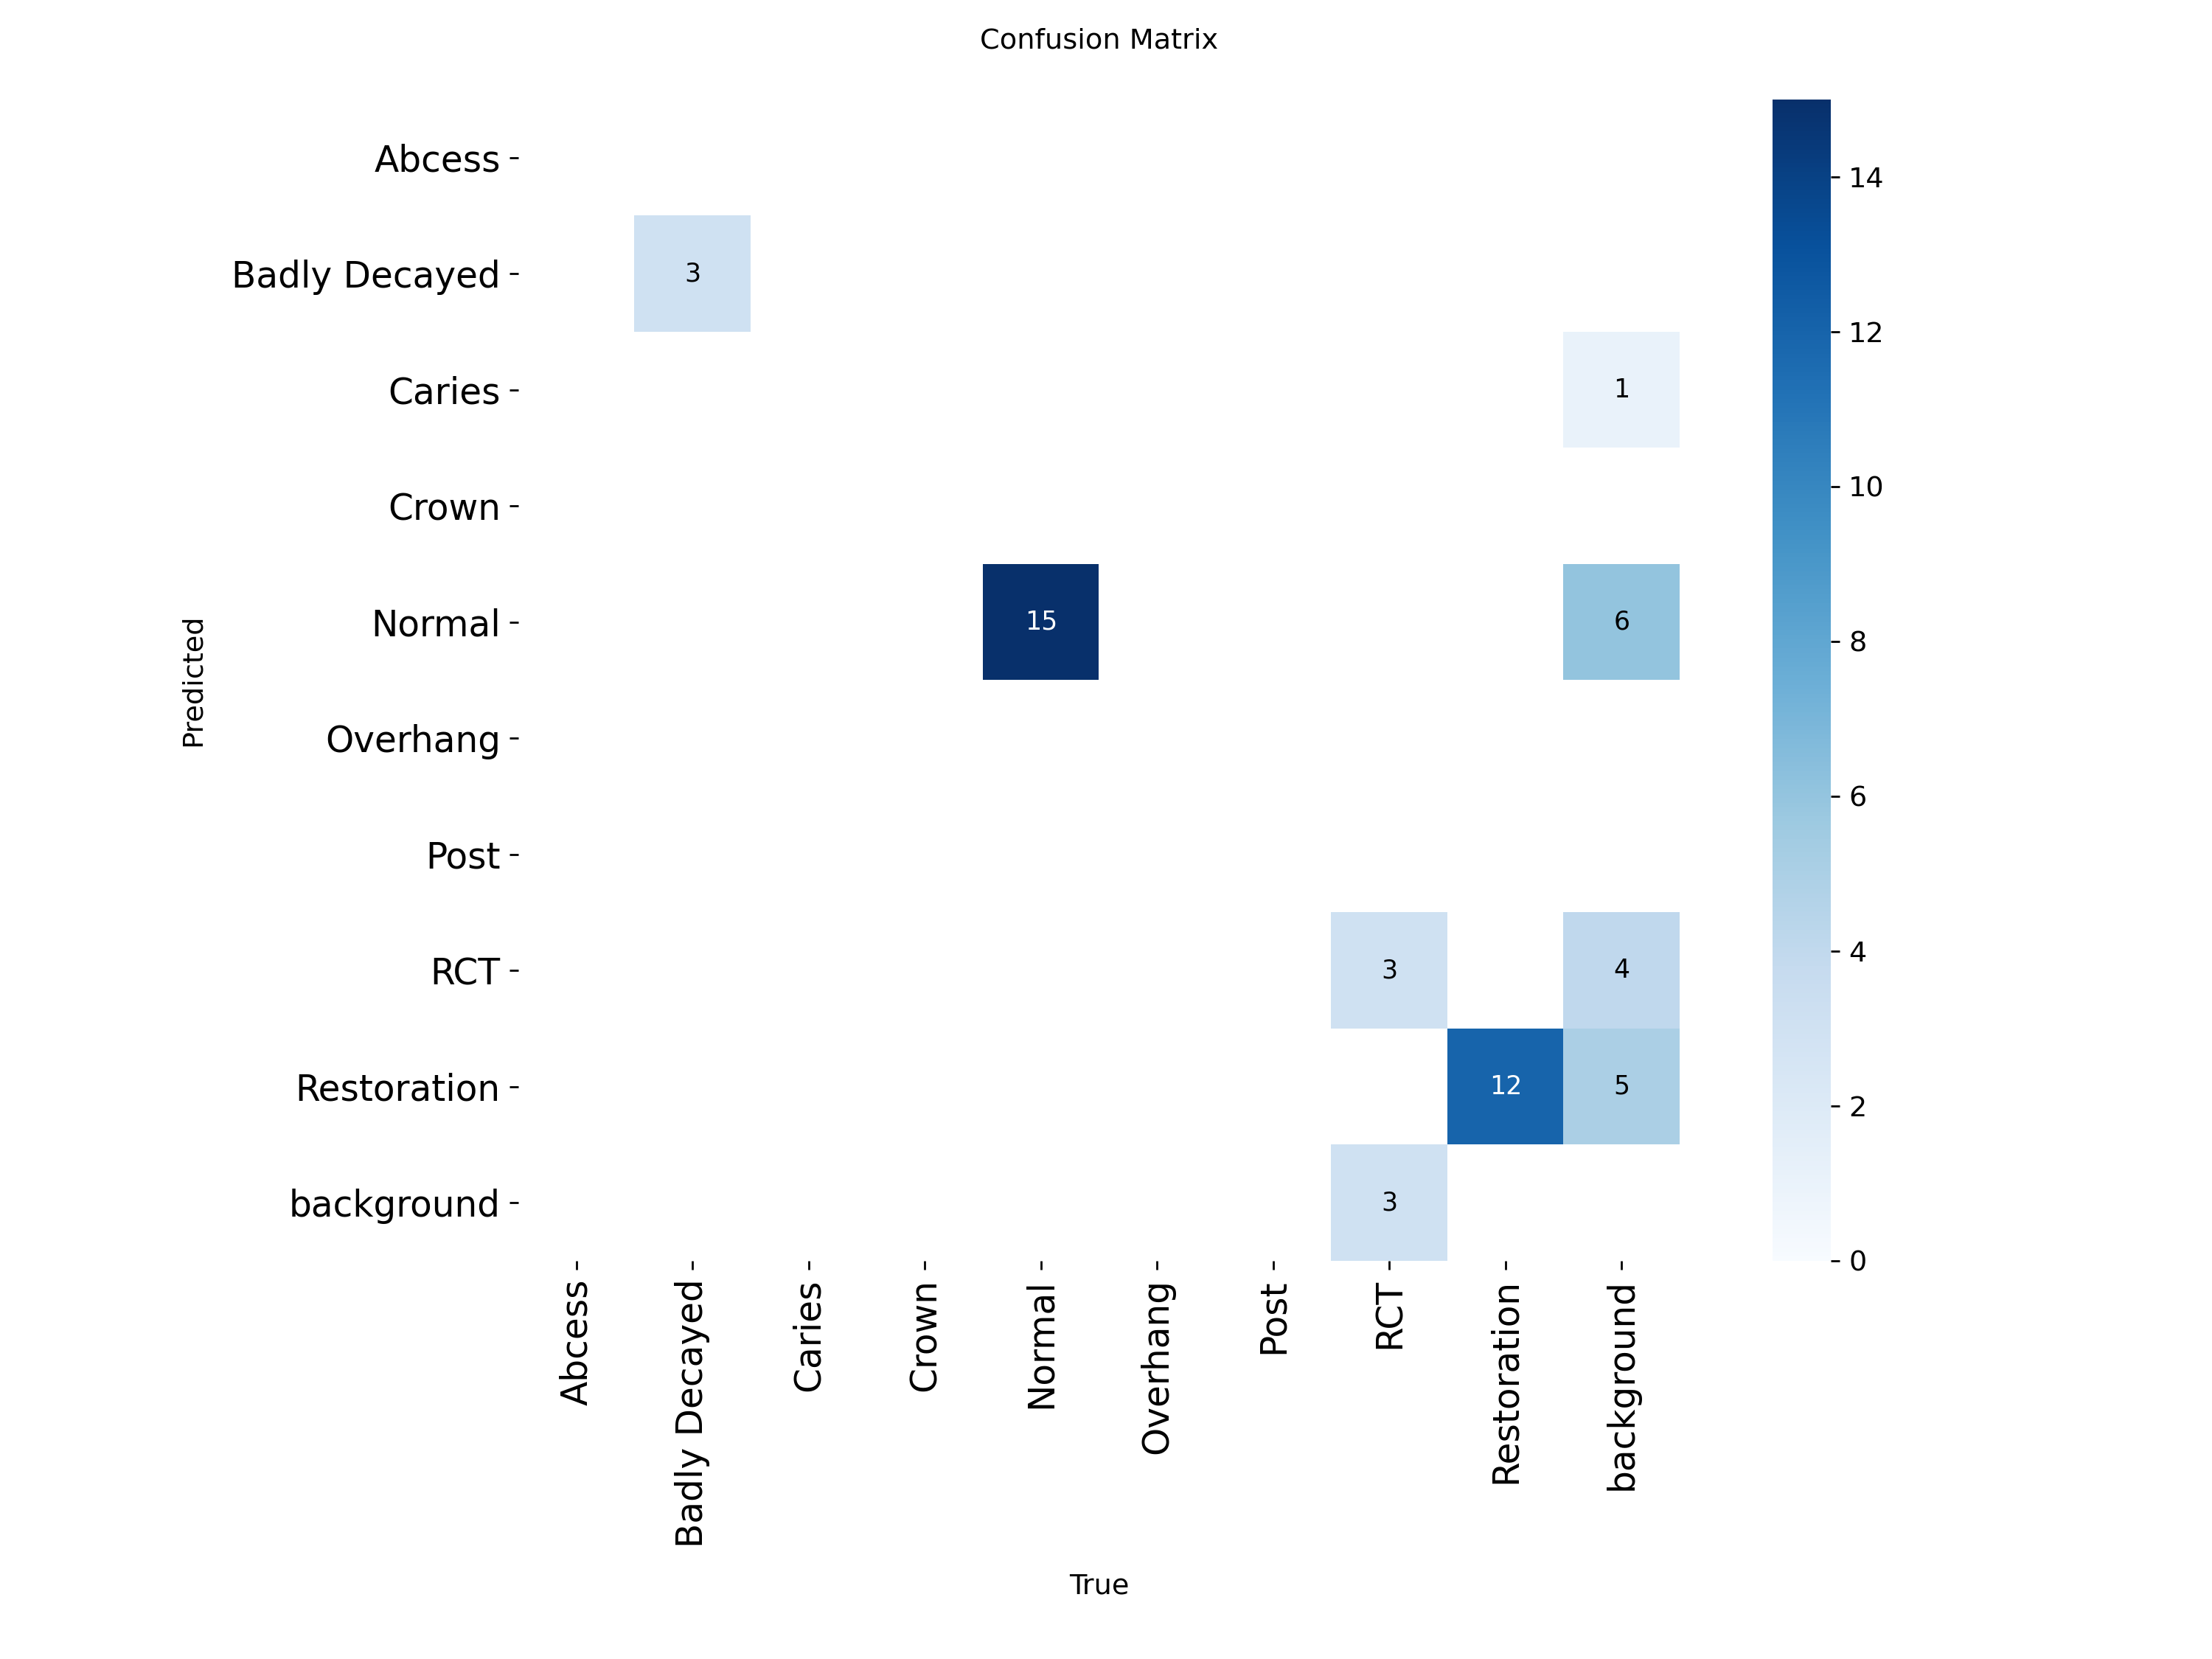 Confusion Matrix
Abcess
Badly Decayed
Caries
Crown
Normal
Overhang
Post
RCT
Restoration
background
Predicted
3
1
15 6
3 4
12 5
3
14
12
10
8
6
4
2
0
Abcess
Badly Decayed
Caries
Crown
Normal
Overhang
Post
RCT
Restoration
background
True